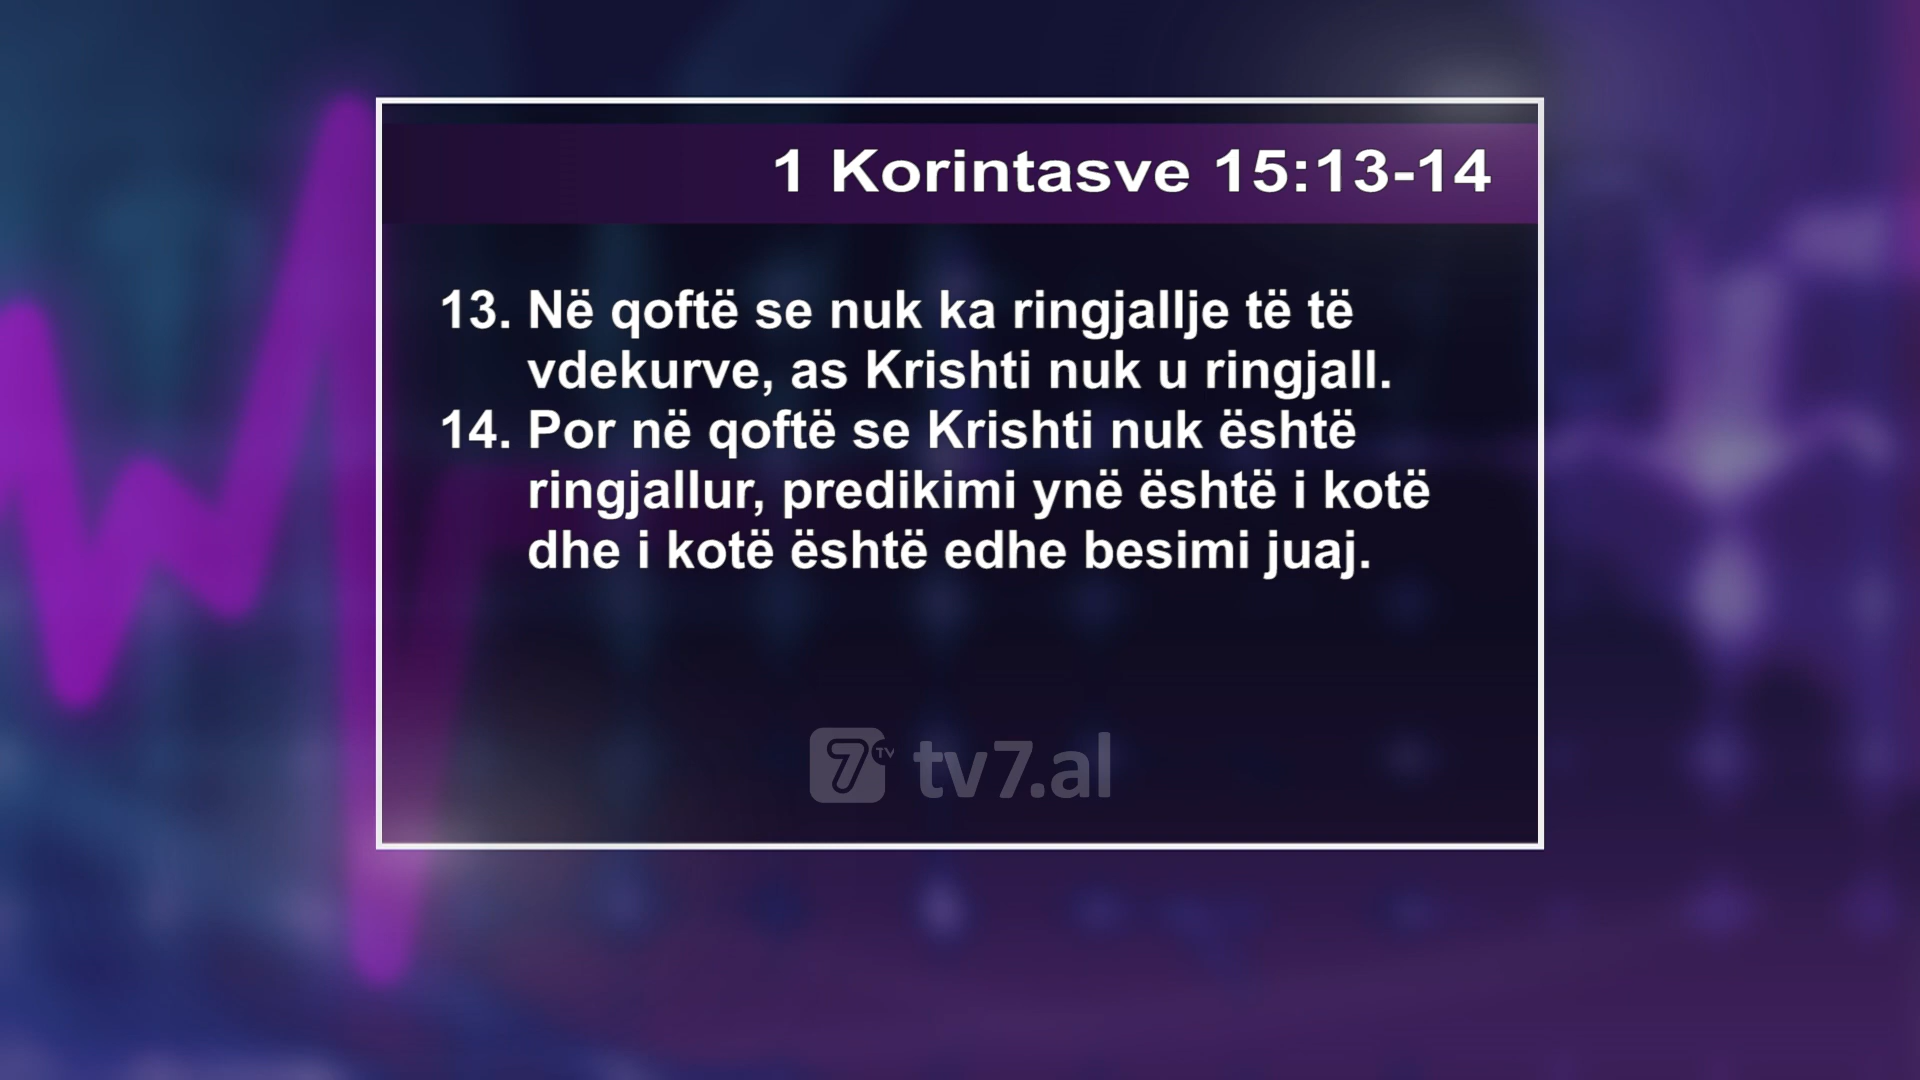 1 Korintasve 15:13-14
13. Në qoftë se nuk ka ringjallje të të
vdekurve, as Krishti nuk u ringjall.
14. Por në qoftë se Krishti nuk është
ringjallur, predikimi ynë është i kotë
dhe i kotë është edhe besimi juaj.
7 TV tv7.al